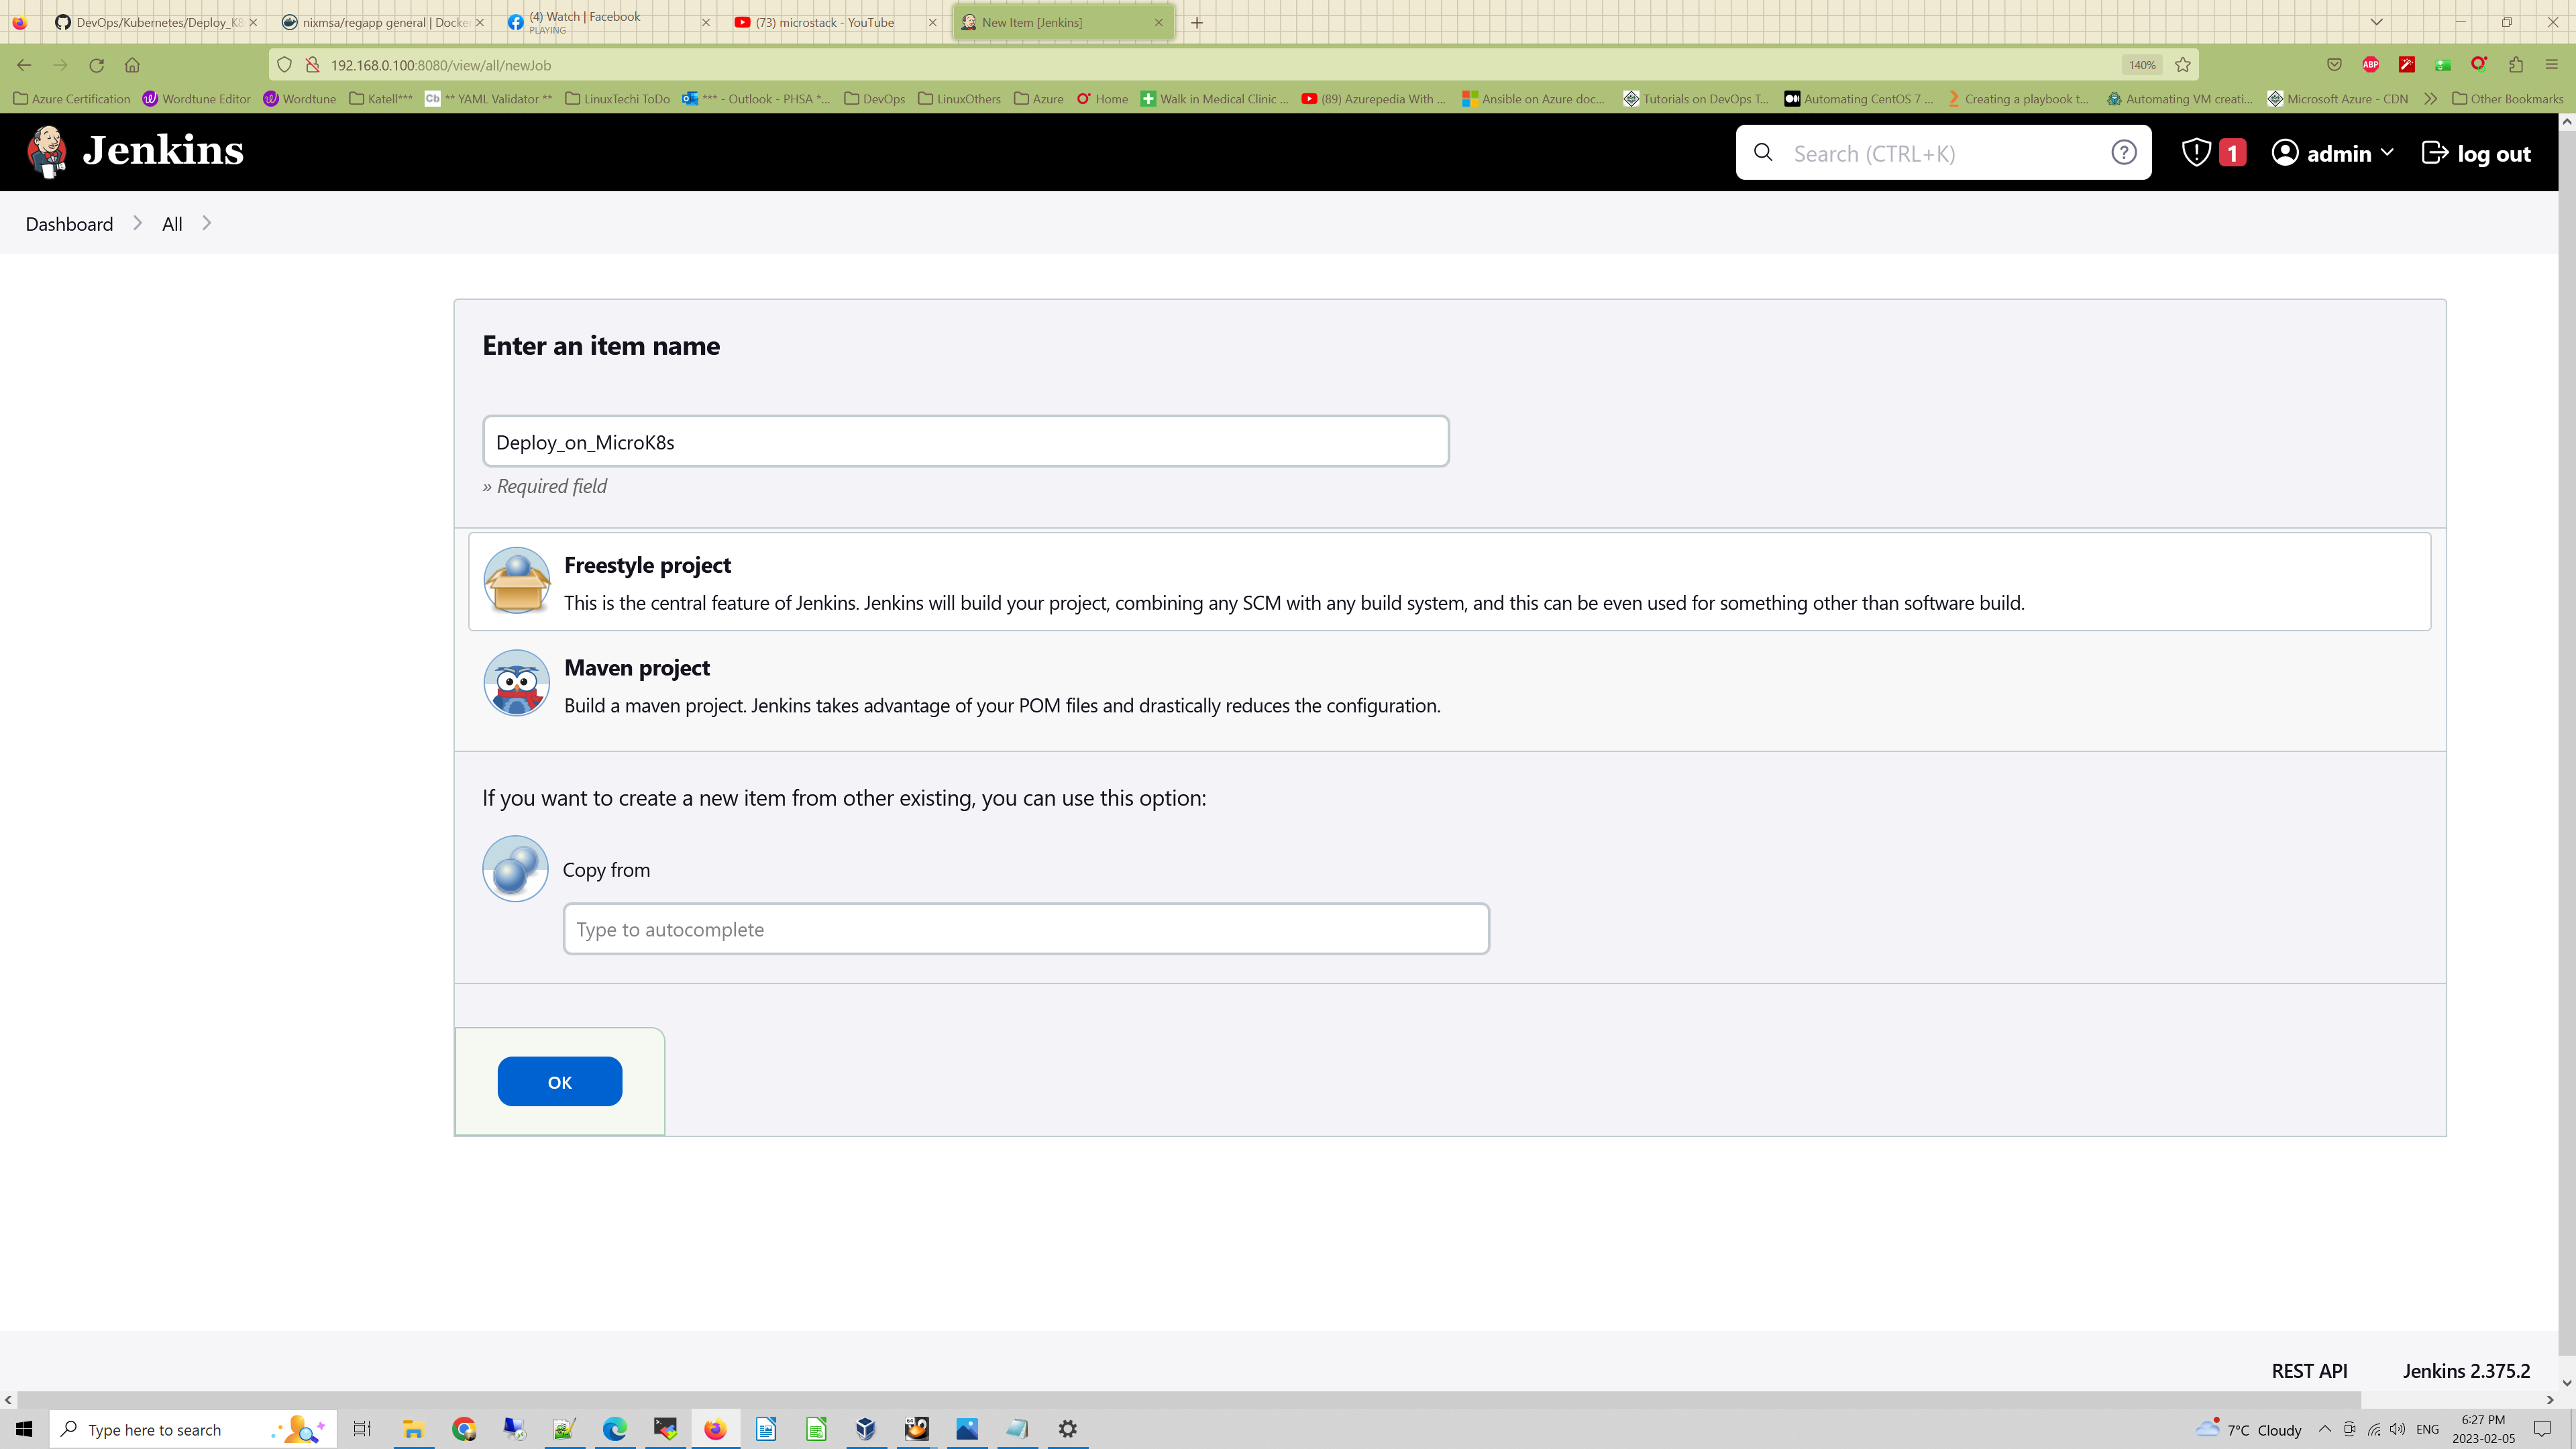 DevOps/Kubernetes/Deploy_K8
nixmsa/regapp general | Docker
(4) Watch | Facebook
PLAYING
(73) microstack - YouTube
New Item [Jenkins]
192.168.0.100:8080/view/all/newJob
140%
Azure Certification
Wordtune Editor
Wordtune
Katell***
Cb
** YAML Validator **
LinuxTechi ToDo
*** - Outlook - PHSA *...
DevOps
LinuxOthers
Azure
Home
Walk in Medical Clinic ...
(89) Azurepedia With ...
Ansible on Azure doc...
Tutorials on DevOps T...
Automating CentOS 7 ...
Creating a playbook t...
Automating VM creati...
Microsoft Azure - CDN
Other Bookmarks
ABP
Jenkins
Search (CTRL+K)
1
admin
log out
Dashboard
All
Enter an item name
Deploy_on_MicroK8s
» Required field
Freestyle project
This is the central feature of Jenkins. Jenkins will build your project, combining any SCM with any build system, and this can be even used for something other than software build.
Maven project
Build a maven project. Jenkins takes advantage of your POM files and drastically reduces the configuration.
If you want to create a new item from other existing, you can use this option:
Copy from
Type to autocomplete
OK
REST API
Jenkins 2.375.2
Type here to search
7°C Cloudy
ENG
6:27 PM
2023-02-05